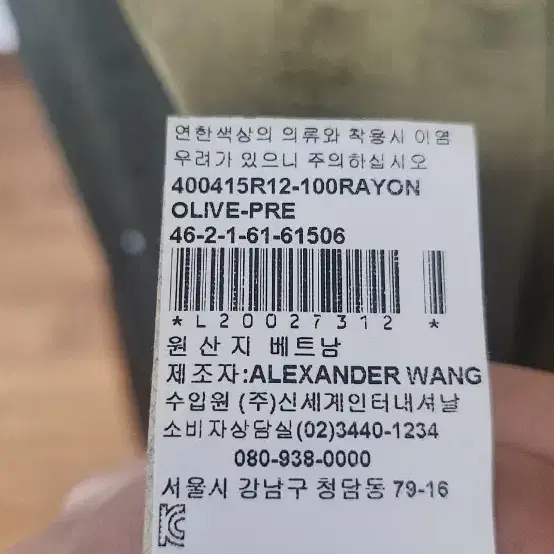 연한색상의 의류와 착용시 이염
우려가 있으니 주의하십시오
400415R12-100RAYON
OLIVE-PRE
46-2-1-61-61506
*L20027312 *
원산지 베트남
제조자:ALEXANDER WANG
수입원 (주)신세계인터내셔날
소비자상담실(02)3440-1234
080-938-0000
서울시 강남구 청담동 79-16